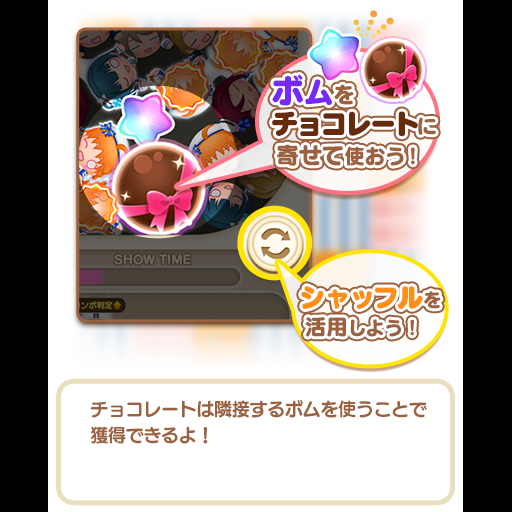 ボムを
チョコレートに
寄せて使おう！
SHOW TIME
シャッフルを
活用しよう！
チョコレートは隣接するボムを使うことで
獲得できるよ！